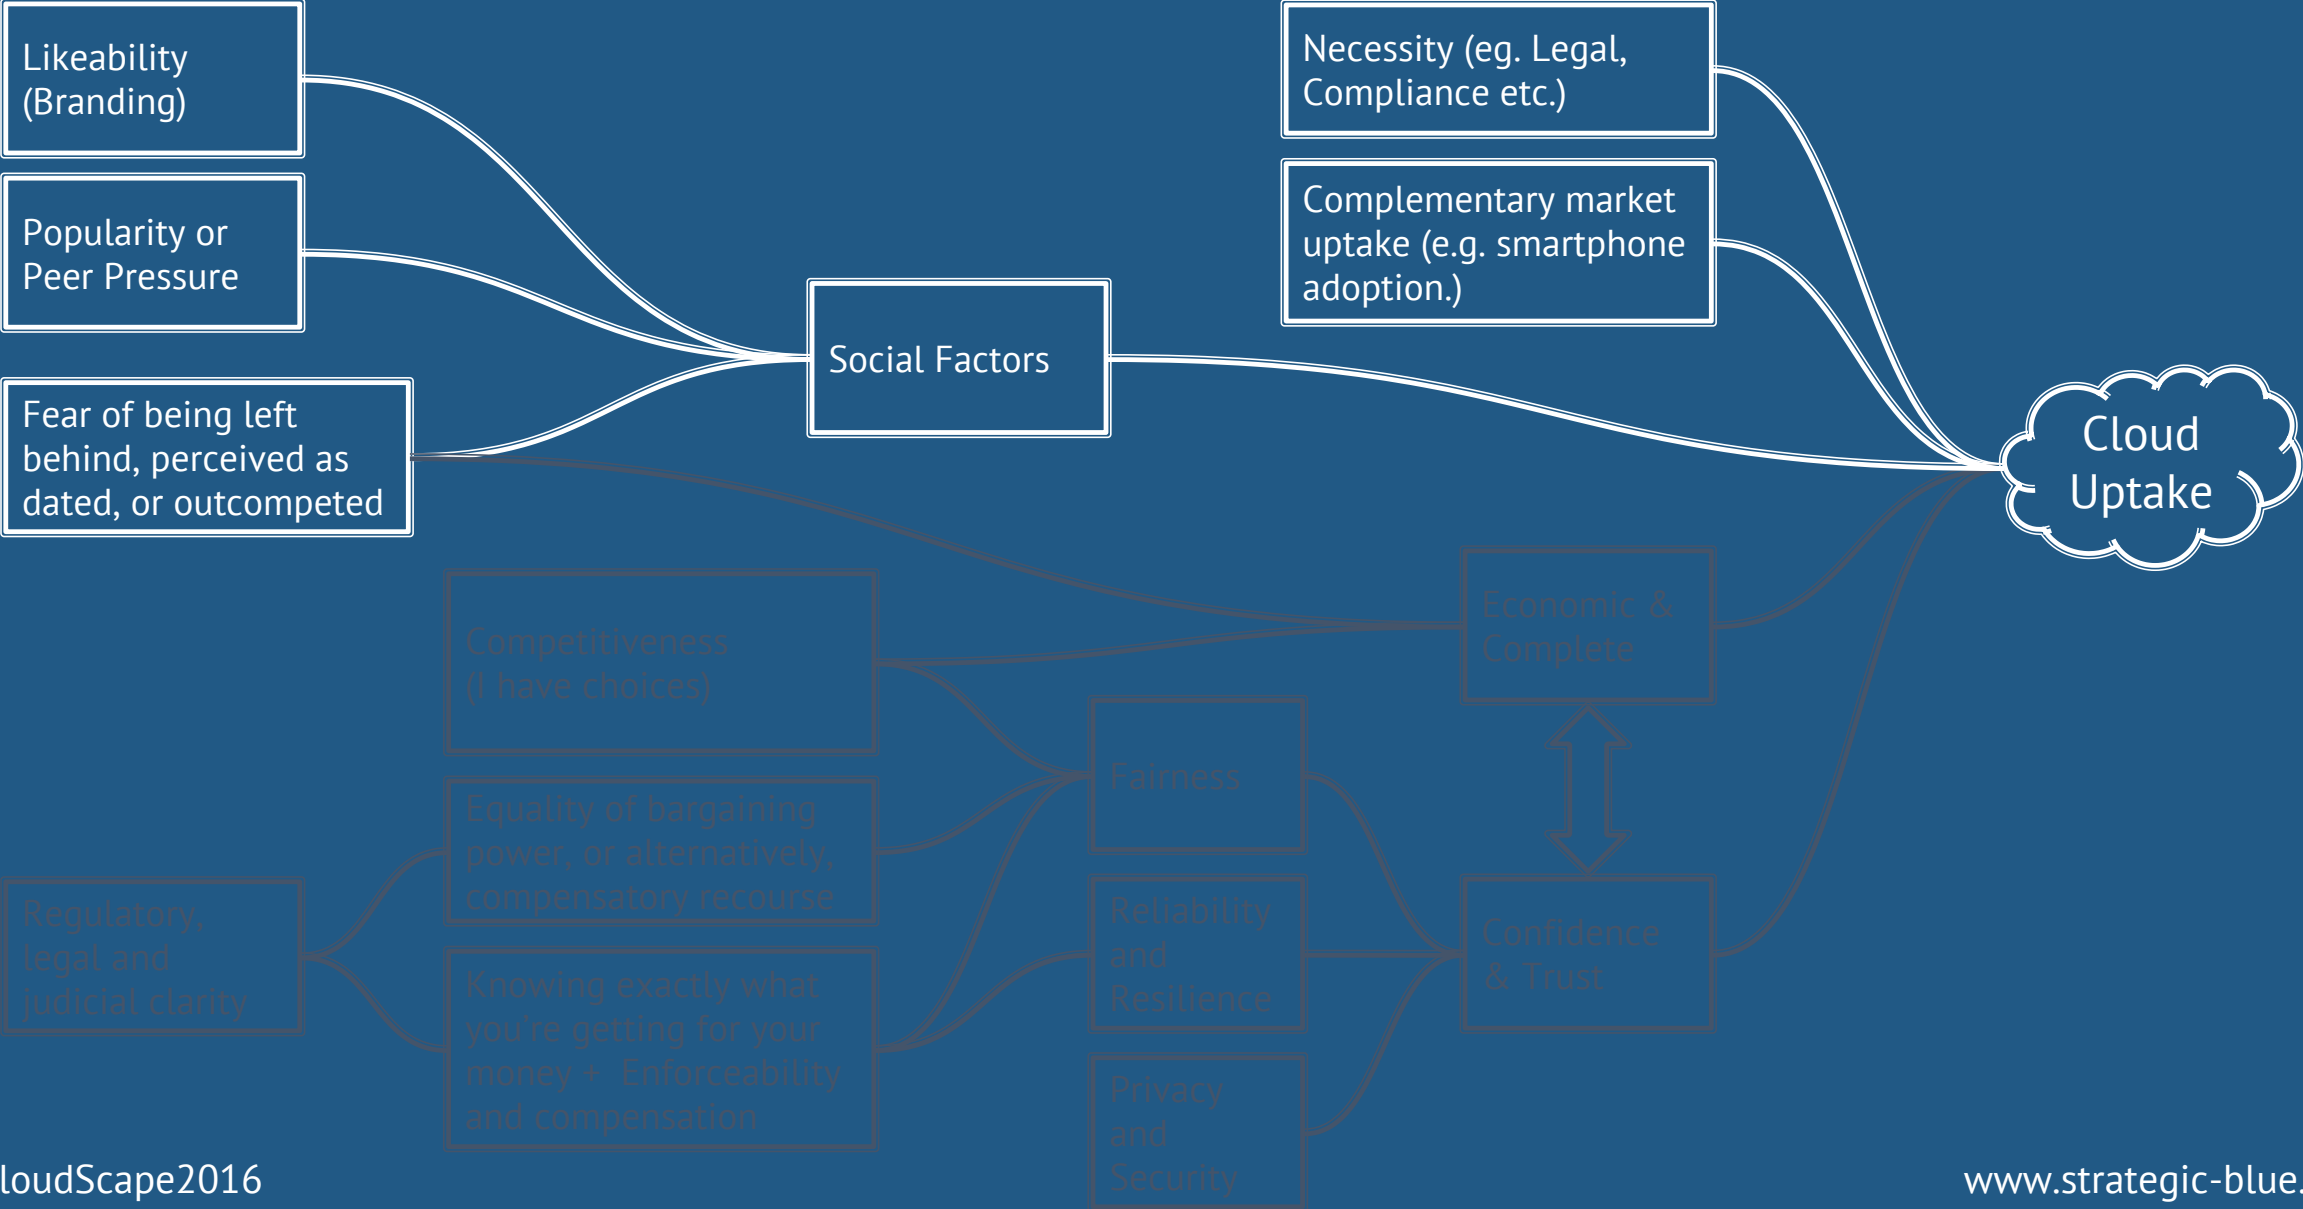 Likeability
(Branding)
Popularity or
Peer Pressure
Fear of being left
behind, perceived as
dated, or outcompeted
Social Factors
Necessity (eg. Legal,
Compliance etc.)
Complementary market
uptake (e.g. smartphone
adoption.)
Cloud
Uptake
Competitiveness
(I have choices)
Equality of bargaining
power, or alternatively,
compensatory recourse
Regulatory,
legal and
judicial clarity
Knowing exactly what
you're getting for your
money + Enforceability
and compensation
Fairness
Reliability
and
Resilience
Privacy
and
Security
Economic &
Complete
Confidence
& Trust
loudScape2016
www.strategic-blue.